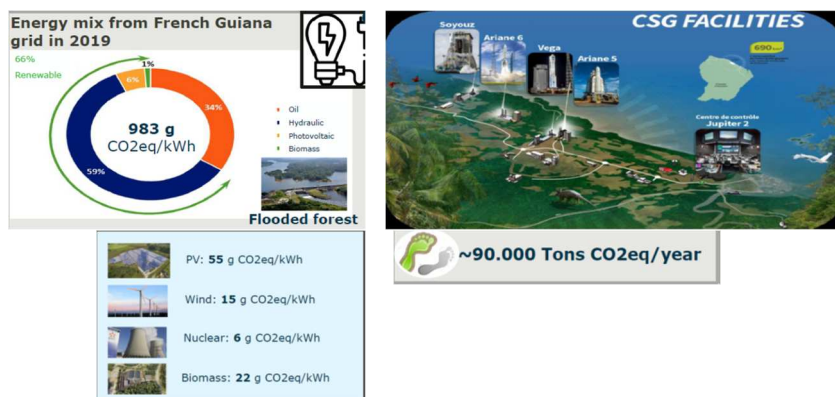 Energy mix from French Guiana
grid in 2019
66%
Renewable
1%
6%
34%
59%
983 g
CO2eq/kWh
Oil
Hydraulic
Photovoltaic
Biomass
Flooded forest
CSG FACILITIES
Soyouz
Ariane 6
Vega
Ariane 5
Centre de contrôle
Jupiter 2
PV: 55 g CO2eq/kWh
Wind: 15 g CO2eq/kWh
Nuclear: 6 g CO2eq/kWh
Biomass: 22 g CO2eq/kWh
~90.000 Tons CO2eq/year